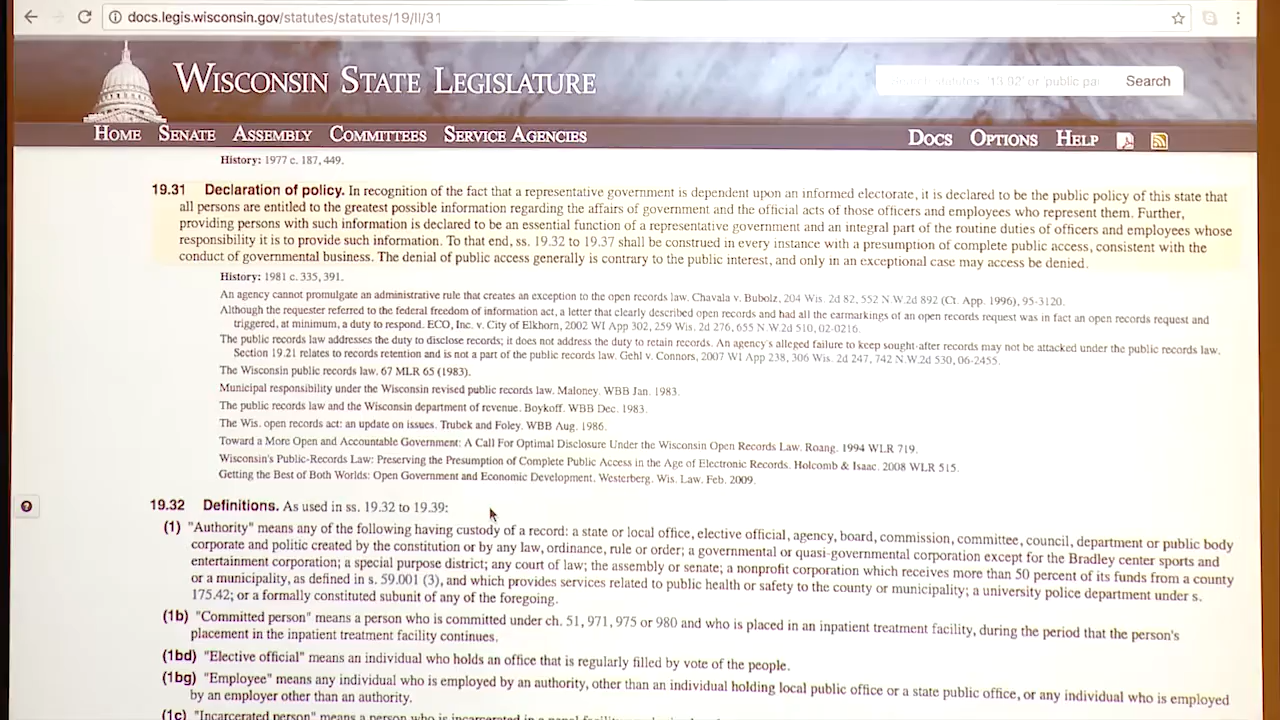 docs.legis.wisconsin.gov/statutes/statutes/19/II/31
WISCONSIN STATE LEGISLATURE
Search statutes: '13.92' or 'public pa
Search
HOME SENATE ASSEMBLY COMMITTEES SERVICE AGENCIES
DOCS OPTIONS HELP
History: 1977 c. 187, 449.
19.31 Declaration of policy. In recognition of the fact that a representative government is dependent upon an informed electorate, it is declared to be the public policy of this state that
all persons are entitled to the greatest possible information regarding the affairs of government and the official acts of those officers and employees who represent them. Further,
providing persons with such information is declared to be an essential function of a representative government and an integral part of the routine duties of officers and employees whose
responsibility it is to provide such information. To that end, ss. 19.32 to 19.37 shall be construed in every instance with a presumption of complete public access, consistent with the
conduct of governmental business. The denial of public access generally is contrary to the public interest, and only in an exceptional case may access be denied.
History: 1981 c. 335, 391.
An agency cannot promulgate an administrative rule that creates an exception to the open records law. Chavala v. Bubolz, 204 Wis. 2d 82, 552 N.W.2d 892 (Ct. App. 1996), 95-3120.
Although the requester referred to the federal freedom of information act, a letter that clearly described open records and had all the earmarkings of an open records request was in fact an open records request and
triggered, at minimum, a duty to respond. ECO, Inc. v. City of Elkhorn, 2002 WI App 302, 259 Wis. 2d 276, 655 N.W.2d 510, 02-0216.
The public records law addresses the duty to disclose records; it does not address the duty to retain records. An agency's alleged failure to keep sought-after records may not be attacked under the public records law.
Section 19.21 relates to records retention and is not a part of the public records law. Gehl v. Connors, 2007 WI App 238, 306 Wis. 2d 247, 742 N.W.2d 530, 06-2455.
The Wisconsin public records law. 67 MLR 65 (1983).
Municipal responsibility under the Wisconsin revised public records law. Maloney. WBB Jan. 1983.
The public records law and the Wisconsin department of revenue. Boykoff. WBB Dec. 1983.
The Wis. open records act: an update on issues. Trubek and Foley. WBB Aug. 1986.
Toward a More Open and Accountable Government: A Call For Optimal Disclosure Under the Wisconsin Open Records Law. Roang. 1994 WLR 719.
Wisconsin's Public-Records Law: Preserving the Presumption of Complete Public Access in the Age of Electronic Records. Holcomb & Isaac. 2008 WLR 515.
Getting the Best of Both Worlds: Open Government and Economic Development. Westerberg. Wis. Law. Feb. 2009.
19.32 Definitions. As used in ss. 19.32 to 19.39:
(1) "Authority" means any of the following having custody of a record: a state or local office, elective official, agency, board, commission, committee, council, department or public body
corporate and politic created by the constitution or by any law, ordinance, rule or order; a governmental or quasi-governmental corporation except for the Bradley center sports and
entertainment corporation; a special purpose district; any court of law; the assembly or senate; a nonprofit corporation which receives more than 50 percent of its funds from a county
or a municipality, as defined in s. 59.001 (3), and which provides services related to public health or safety to the county or municipality; a university police department under s.
175.42; or a formally constituted subunit of any of the foregoing.
(1b) "Committed person" means a person who is committed under ch. 51, 971, 975 or 980 and who is placed in an inpatient treatment facility, during the period that the person's
placement in the inpatient treatment facility continues.
(1bd) "Elective official" means an individual who holds an office that is regularly filled by vote of the people.
(1bg) "Employee" means any individual who is employed by an authority, other than an individual holding local public office or a state public office, or any individual who is employed
by an employer other than an authority.
(1c) "Incarcerated person" means a person who is incarcerated in a penal